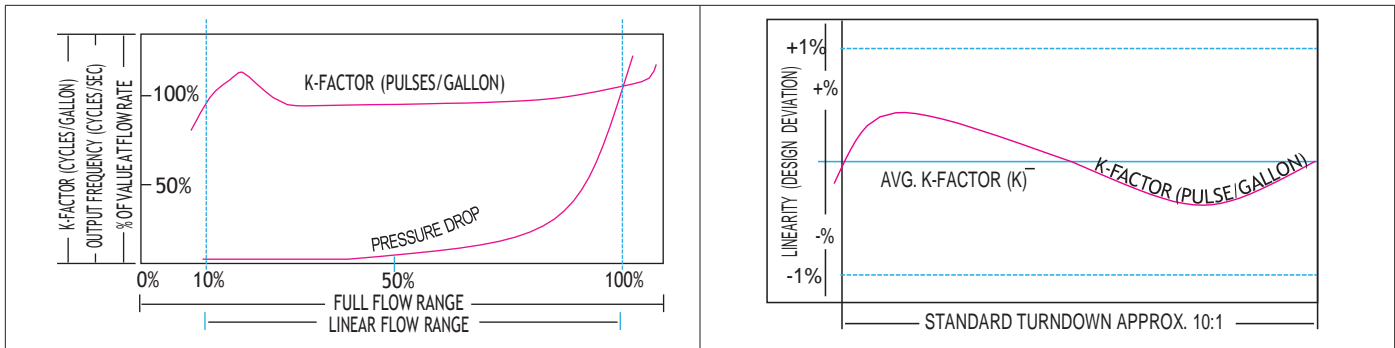 K-FACTOR (CYCLES/GALLON)
OUTPUT FREQUENCY (CYCLES/SEC)
% OF VALUE AT FLOW RATE
100%
50%
K-FACTOR (PULSES/GALLON)
PRESSURE DROP
0%
10%
50%
100%
FULL FLOW RANGE
LINEAR FLOW RANGE
LINEARITY (DESIGN DEVIATION)
+1%
+%
-%
-1%
AVG. K-FACTOR (K)¯
K-FACTOR (PULSE/GALLON)
STANDARD TURNDOWN APPROX. 10:1